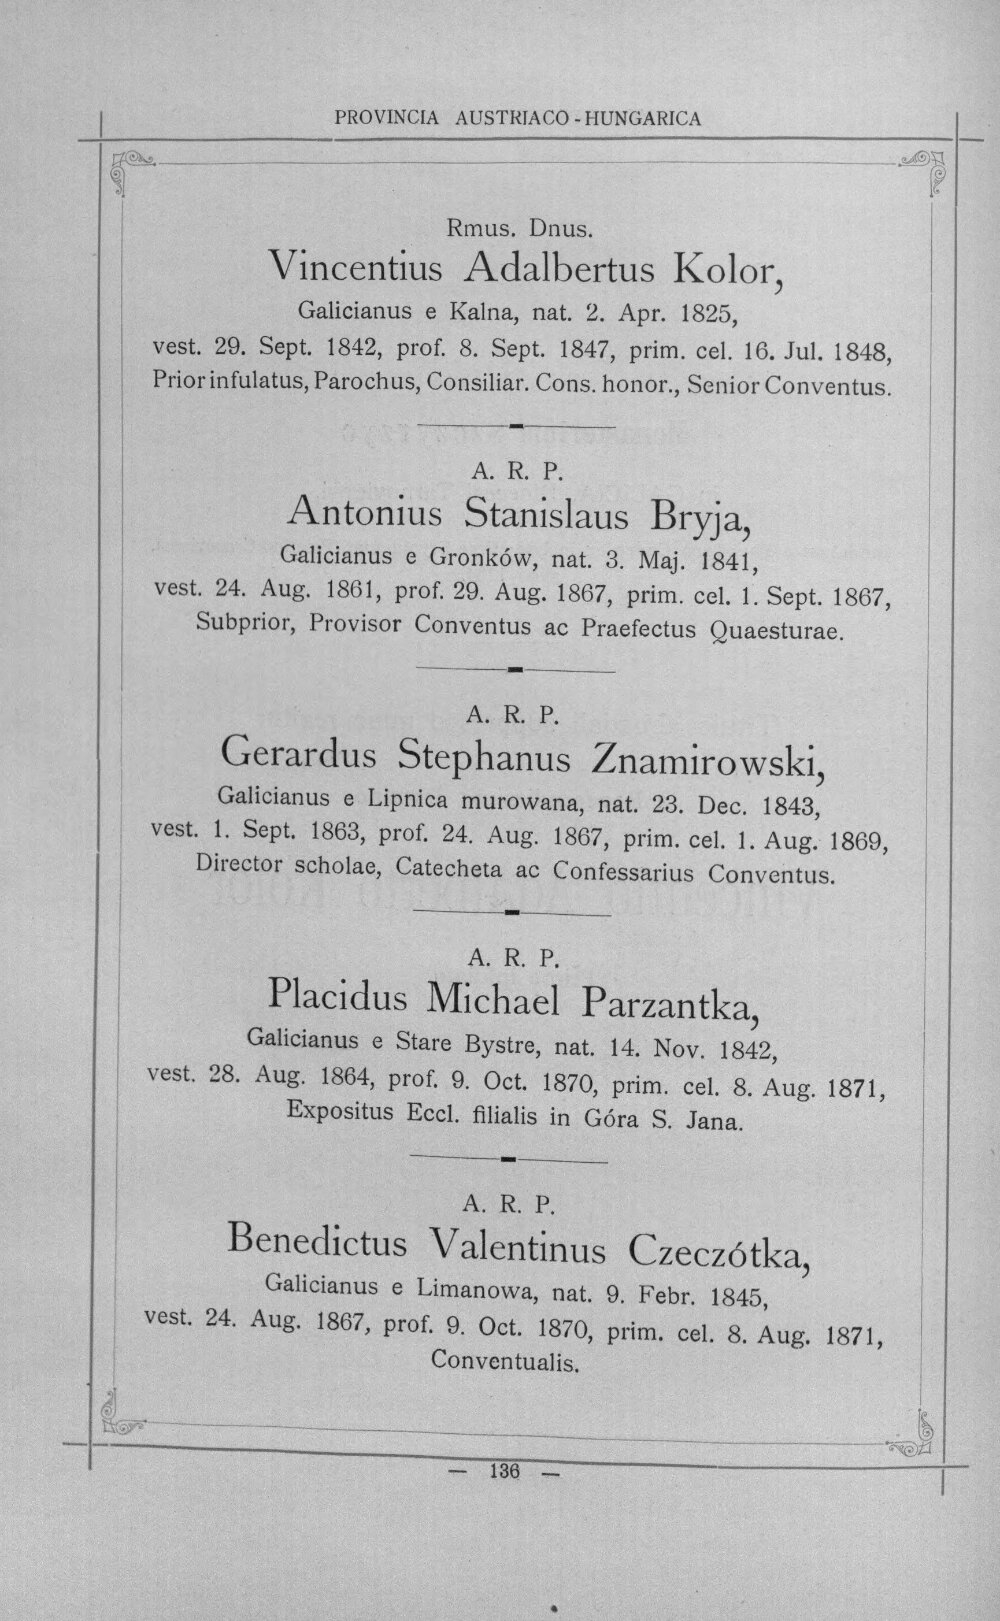 PROVINCIA AUSTRIACO-HUNGARICA
Rmus. Dnus.
Vincentius Adalbertus Kolor,
Galicianus e Kalna, nat. 2. Apr. 1825,
vest. 29. Sept. 1842, prof. 8. Sept. 1847, prim. cel. 16. Jul. 1848,
Prior infulatus, Parochus, Consiliar. Cons. honor., Senior Conventus.
A. R. P.
Antonius Stanislaus Bryja,
Galicianus e Gronków, nat. 3. Maj. 1841,
vest. 24. Aug. 1861, prof. 29. Aug. 1867, prim. cel. 1. Sept. 1867,
Subprior, Provisor Conventus ac Praefectus Quaesturae.
A. R. P.
Gerardus Stephanus Znamirowski,
Galicianus e Lipnica murowana, nat. 23. Dec. 1843,
vest. 1. Sept. 1863, prof. 24. Aug. 1867, prim. cel. 1. Aug. 1869,
Director scholae, Catecheta ac Confessarius Conventus.
A. R. P.
Placidus Michael Parzantka,
Galicianus e Stare Bystre, nat. 14. Nov. 1842,
vest. 28. Aug. 1864, prof. 9. Oct. 1870, prim. cel. 8. Aug. 1871,
Expositus Eccl. filialis in Góra S. Jana.
A. R. P.
Benedictus Valentinus Czeczótka,
Galicianus e Limanowa, nat. 9. Febr. 1845,
vest. 24. Aug. 1867, prof. 9. Oct. 1870, prim. cel. 8. Aug. 1871,
Conventualis.
— 136 —